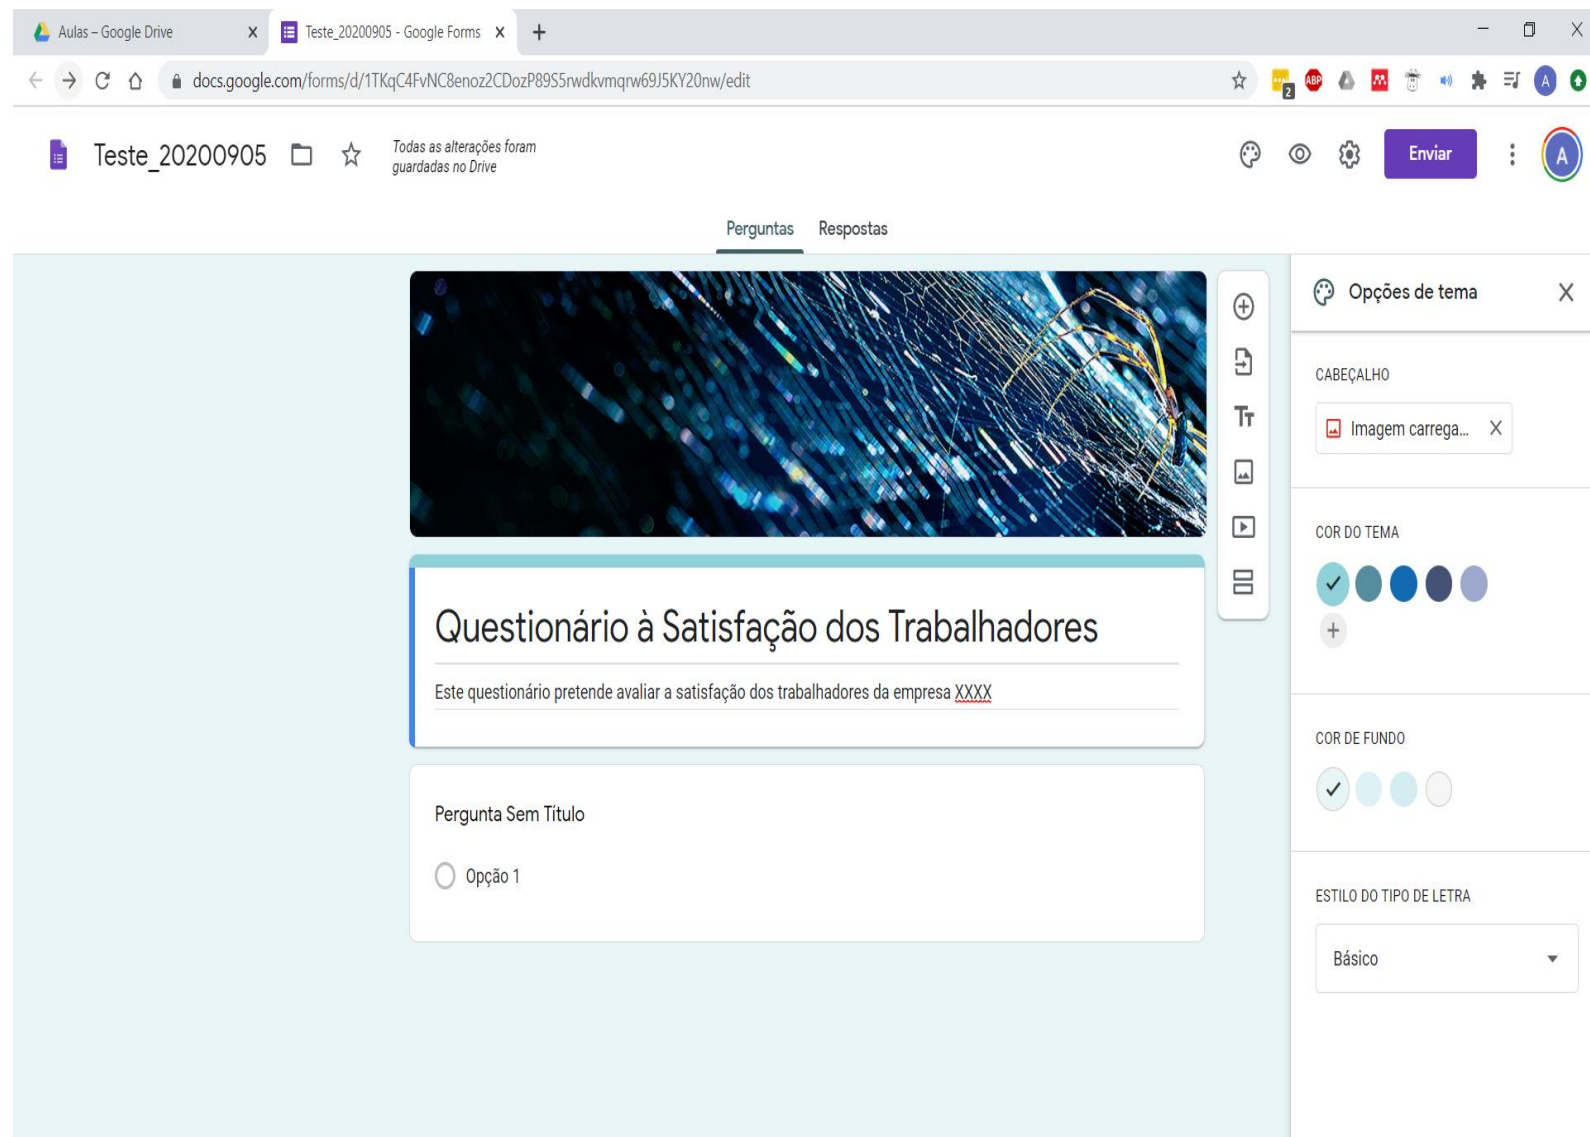 Aulas – Google Drive
Teste_20200905 - Google Forms
docs.google.com/forms/d/1TKqC4FvNC8enoz2CDozP89S5rwdkvmqrw69J5KY20nw/edit
2
ABP
A
Teste_20200905
Todas as alterações foram
guardadas no Drive
Enviar
A
Perguntas
Respostas
Opções de tema
CABEÇALHO
Tт
Imagem carrega...
COR DO TEMA
Questionário à Satisfação dos Trabalhadores
Este questionário pretende avaliar a satisfação dos trabalhadores da empresa XXXX
COR DE FUNDO
Pergunta Sem Título
Opção 1
ESTILO DO TIPO DE LETRA
Básico